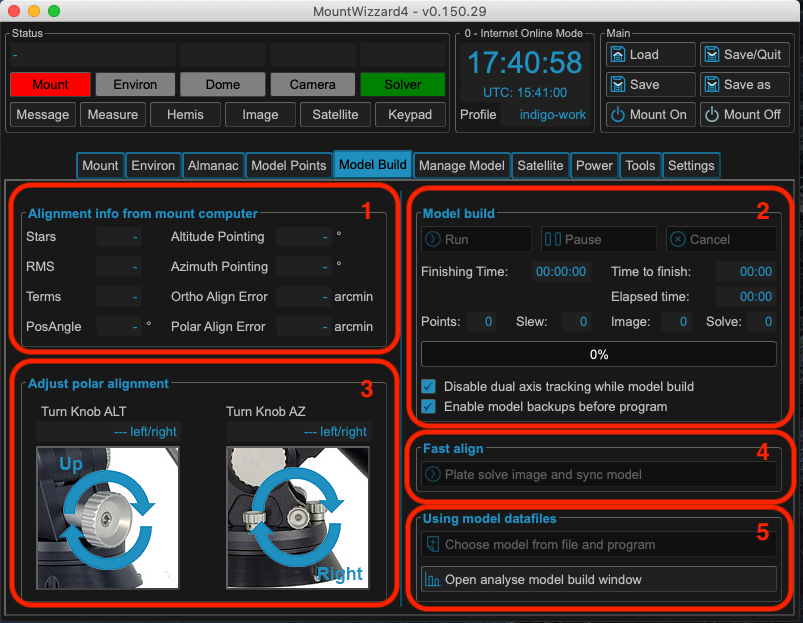 MountWizzard4 - v0.150.29
Status
0 - Internet Online Mode
Main
-
17:40:58
Load
Save/Quit
Mount
Environ
Dome
Camera
Solver
UTC: 15:41:00
Save
Save as
Message
Measure
Hemis
Image
Satellite
Keypad
Profile
indigo-work
Mount On
Mount Off
Mount
Environ
Almanac
Model Points
Model Build
Manage Model
Satellite
Power
Tools
Settings
Alignment info from mount computer
1
Stars
-
Altitude Pointing
- °
RMS
-
Azimuth Pointing
- °
Terms
-
Ortho Align Error
- arcmin
PosAngle
- °
Polar Align Error
- arcmin
Model build
2
Run
Pause
Cancel
Finishing Time:
00:00:00
Time to finish:
00:00
Elapsed time:
00:00
Points:
0
Slew:
0
Image:
0
Solve:
0
0%
Disable dual axis tracking while model build
Enable model backups before program
Adjust polar alignment
3
Turn Knob ALT
Turn Knob AZ
--- left/right
--- left/right
Up
Right
Fast align
4
Plate solve image and sync model
Using model datafiles
5
Choose model from file and program
Open analyse model build window